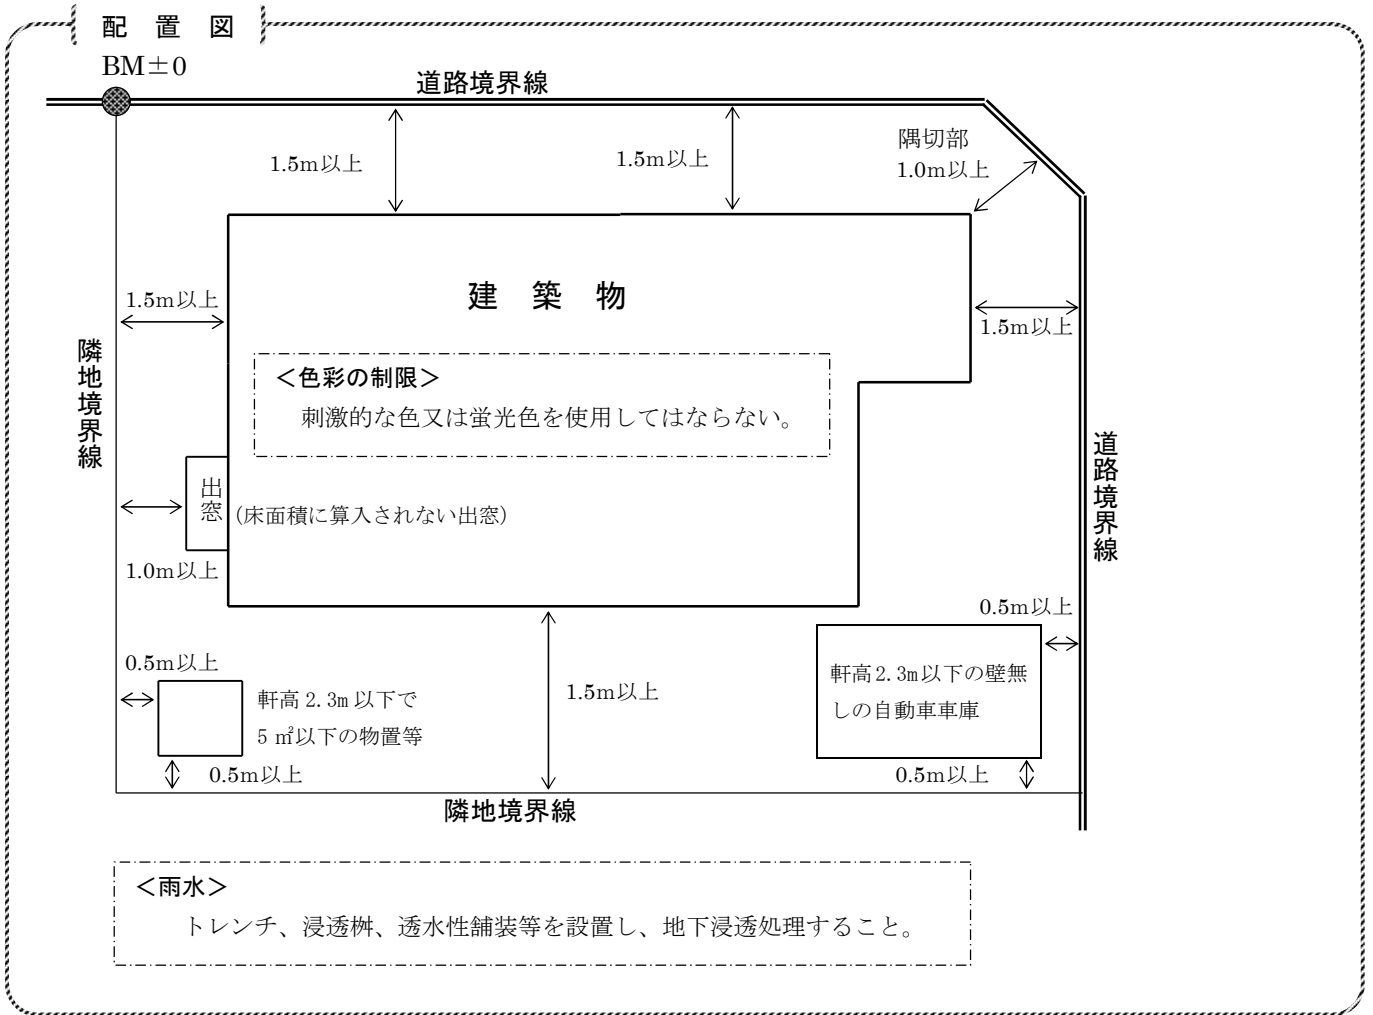 配 置 図
BM±0
道路境界線
隅切部
1.0m以上
1.5m以上
1.5m以上
建 築 物
1.5m以上
1.5m以上
隣地境界線
＜色彩の制限＞
刺激的な色又は蛍光色を使用してはならない。
道路境界線
出窓
(床面積に算入されない出窓)
1.0m以上
0.5m以上
0.5m以上
軒高 2.3m 以下で
5 ㎡以下の物置等
1.5m以上
軒高2.3m以下の壁無
しの自動車車庫
0.5m以上
0.5m以上
隣地境界線
＜雨水＞
トレンチ、浸透桝、透水性舗装等を設置し、地下浸透処理すること。